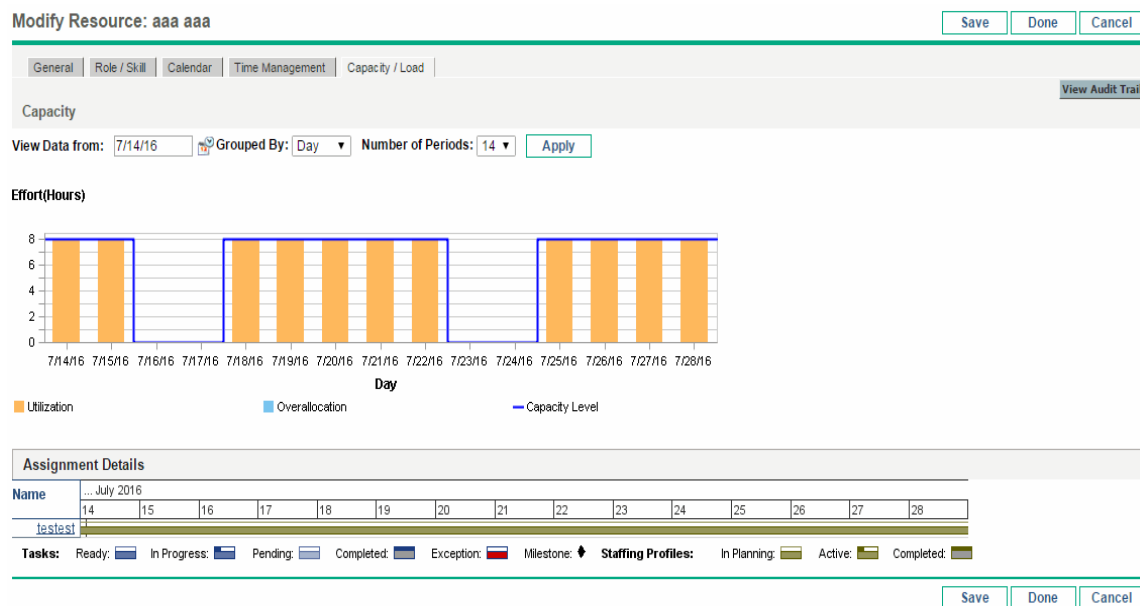 Modify Resource: aaa aaa Save Done Cancel
General Role / Skill Calendar Time Management Capacity / Load
View Audit Trail
Capacity
View Data from: 7/14/16 Grouped By: Day Number of Periods: 14 Apply
Effort(Hours)
8
6
4
2
0
7/14/16 7/15/16 7/16/16 7/17/16 7/18/16 7/19/16 7/20/16 7/21/16 7/22/16 7/23/16 7/24/16 7/25/16 7/26/16 7/27/16 7/28/16
Day
Utilization Overallocation Capacity Level
Assignment Details
Name ... July 2016
14 15 16 17 18 19 20 21 22 23 24 25 26 27 28
testest
Tasks: Ready: In Progress: Pending: Completed: Exception: Milestone: Staffing Profiles: In Planning: Active: Completed:
Save Done Cancel